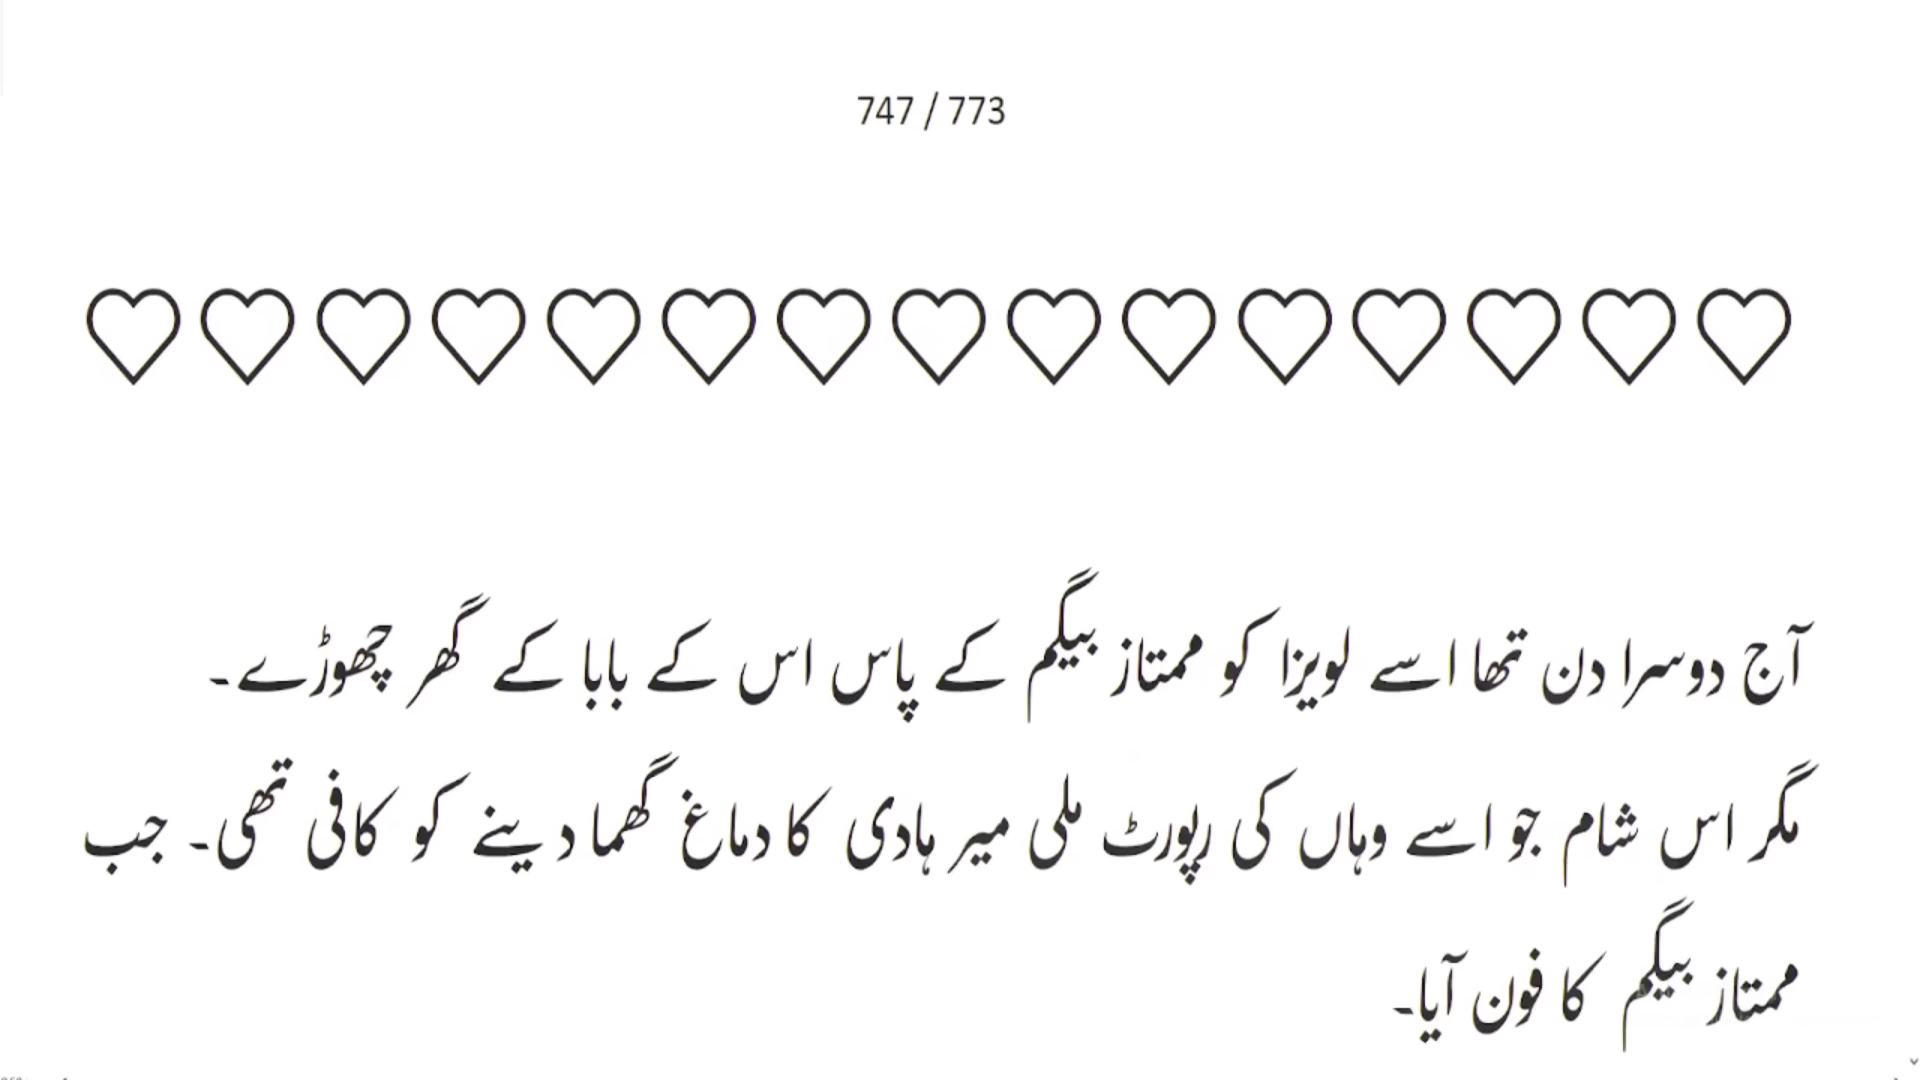 747 / 773
♡♡♡♡♡♡♡♡♡♡♡♡♡♡♡
آج دوسرا دن تھا اسے لویزا کو ممتاز بیگم کے پاس اس کے بابا کے گھر چھوڑے۔
مگر اس شام جو اسے وہاں کی رپورٹ ملی میر ہادی کا دماغ گھما دینے کو کافی تھی۔ جب
ممتاز بیگم کا فون آیا۔